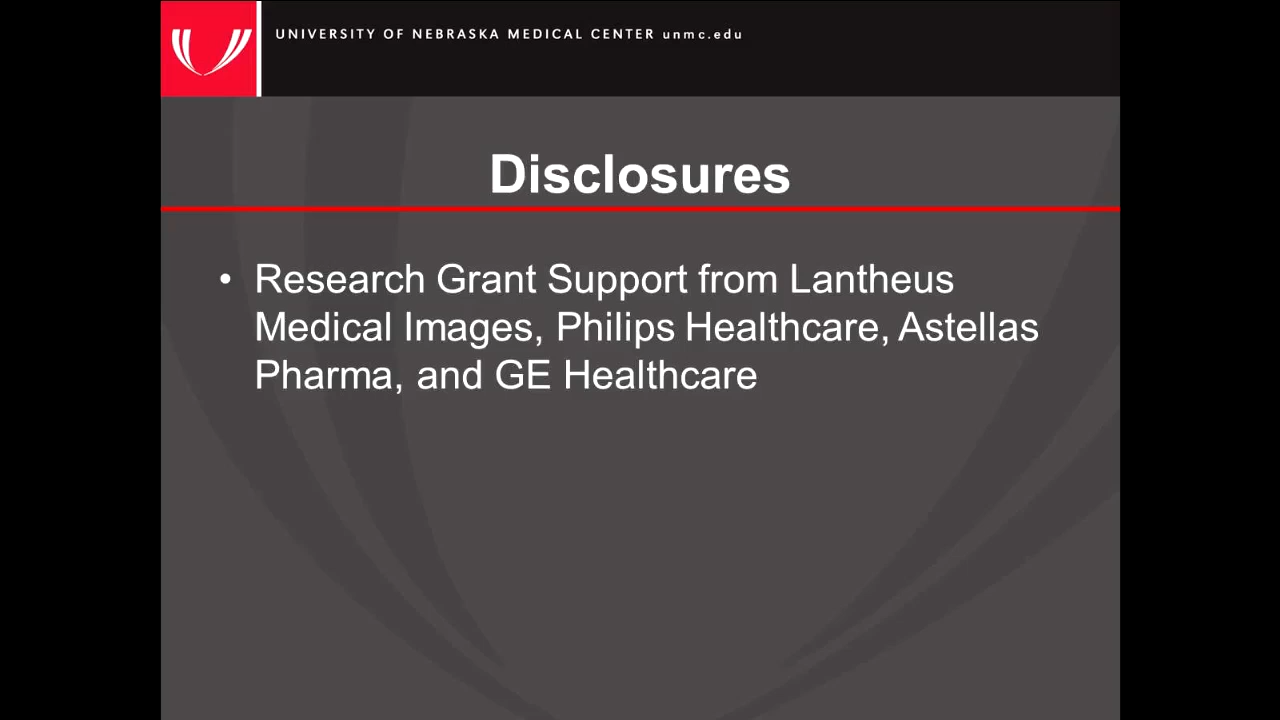 UNIVERSITY OF NEBRASKA MEDICAL CENTER unmc.edu
Disclosures
• Research Grant Support from Lantheus
Medical Images, Philips Healthcare, Astellas
Pharma, and GE Healthcare